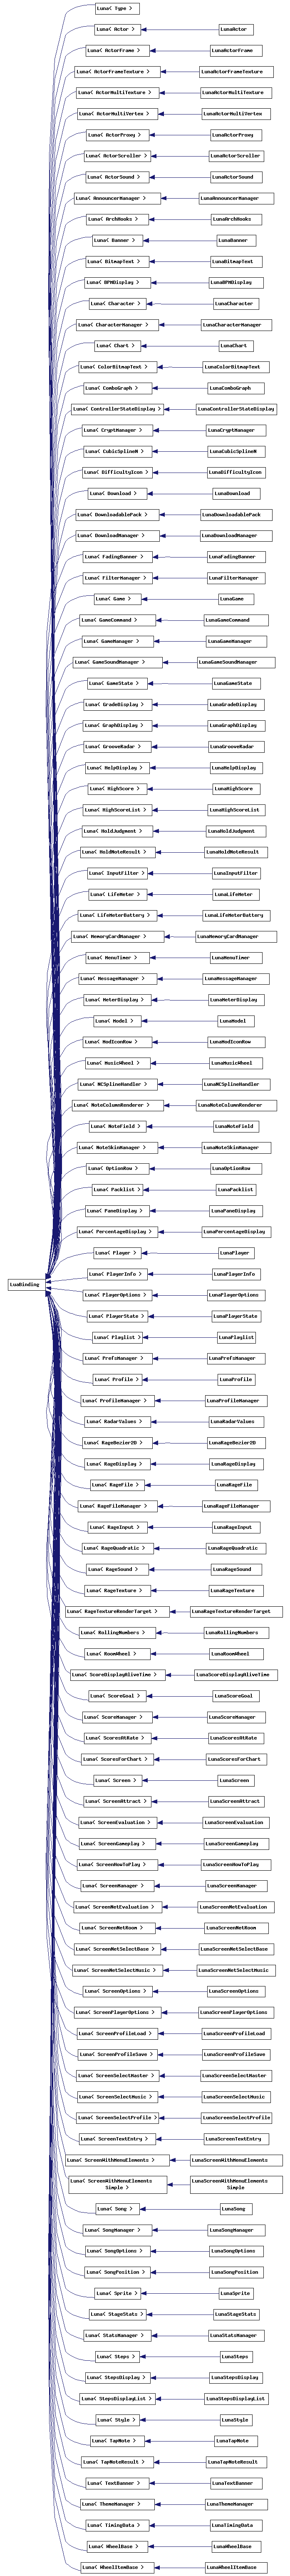 Luna< Type >
Luna< Actor >
LunaActor
Luna< ActorFrame >
LunaActorFrame
Luna< ActorFrameTexture >
LunaActorFrameTexture
Luna< ActorMultiTexture >
LunaActorMultiTexture
Luna< ActorMultiVertex >
LunaActorMultiVertex
Luna< ActorProxy >
LunaActorProxy
Luna< ActorScroller >
LunaActorScroller
Luna< ActorSound >
LunaActorSound
Luna< AnnouncerManager >
LunaAnnouncerManager
Luna< ArchHooks >
LunaArchHooks
Luna< Banner >
LunaBanner
Luna< BitmapText >
LunaBitmapText
Luna< BPMDisplay >
LunaBPMDisplay
Luna< Character >
LunaCharacter
Luna< CharacterManager >
LunaCharacterManager
Luna< Chart >
LunaChart
Luna< ColorBitmapText >
LunaColorBitmapText
Luna< ComboGraph >
LunaComboGraph
Luna< ControllerStateDisplay >
LunaControllerStateDisplay
Luna< CryptManager >
LunaCryptManager
Luna< CubicSplineN >
LunaCubicSplineN
Luna< DifficultyIcon >
LunaDifficultyIcon
Luna< Download >
LunaDownload
Luna< DownloadablePack >
LunaDownloadablePack
Luna< DownloadManager >
LunaDownloadManager
Luna< FadingBanner >
LunaFadingBanner
Luna< FilterManager >
LunaFilterManager
Luna< Game >
LunaGame
Luna< GameCommand >
LunaGameCommand
Luna< GameManager >
LunaGameManager
Luna< GameSoundManager >
LunaGameSoundManager
Luna< GameState >
LunaGameState
Luna< GradeDisplay >
LunaGradeDisplay
Luna< GraphDisplay >
LunaGraphDisplay
Luna< GrooveRadar >
LunaGrooveRadar
Luna< HelpDisplay >
LunaHelpDisplay
Luna< HighScore >
LunaHighScore
Luna< HighScoreList >
LunaHighScoreList
Luna< HoldJudgment >
LunaHoldJudgment
Luna< HoldNoteResult >
LunaHoldNoteResult
Luna< InputFilter >
LunaInputFilter
Luna< LifeMeter >
LunaLifeMeter
Luna< LifeMeterBattery >
LunaLifeMeterBattery
Luna< MemoryCardManager >
LunaMemoryCardManager
Luna< MenuTimer >
LunaMenuTimer
Luna< MessageManager >
LunaMessageManager
Luna< MeterDisplay >
LunaMeterDisplay
Luna< Model >
LunaModel
Luna< ModIconRow >
LunaModIconRow
Luna< MusicWheel >
LunaMusicWheel
Luna< NCSplineHandler >
LunaNCSplineHandler
Luna< NoteColumnRenderer >
LunaNoteColumnRenderer
Luna< NoteField >
LunaNoteField
Luna< NoteSkinManager >
LunaNoteSkinManager
Luna< OptionRow >
LunaOptionRow
Luna< Packlist >
LunaPacklist
Luna< PaneDisplay >
LunaPaneDisplay
Luna< PercentageDisplay >
LunaPercentageDisplay
Luna< Player >
LunaPlayer
Luna< PlayerInfo >
LunaPlayerInfo
LuaBinding
Luna< PlayerOptions >
LunaPlayerOptions
Luna< PlayerState >
LunaPlayerState
Luna< Playlist >
LunaPlaylist
Luna< PrefsManager >
LunaPrefsManager
Luna< Profile >
LunaProfile
Luna< ProfileManager >
LunaProfileManager
Luna< RadarValues >
LunaRadarValues
Luna< RageBezier2D >
LunaRageBezier2D
Luna< RageDisplay >
LunaRageDisplay
Luna< RageFile >
LunaRageFile
Luna< RageFileManager >
LunaRageFileManager
Luna< RageInput >
LunaRageInput
Luna< RageQuadratic >
LunaRageQuadratic
Luna< RageSound >
LunaRageSound
Luna< RageTexture >
LunaRageTexture
Luna< RageTextureRenderTarget >
LunaRageTextureRenderTarget
Luna< RollingNumbers >
LunaRollingNumbers
Luna< RoomWheel >
LunaRoomWheel
Luna< ScoreDisplayAliveTime >
LunaScoreDisplayAliveTime
Luna< ScoreGoal >
LunaScoreGoal
Luna< ScoreManager >
LunaScoreManager
Luna< ScoresAtRate >
LunaScoresAtRate
Luna< ScoresForChart >
LunaScoresForChart
Luna< Screen >
LunaScreen
Luna< ScreenAttract >
LunaScreenAttract
Luna< ScreenEvaluation >
LunaScreenEvaluation
Luna< ScreenGameplay >
LunaScreenGameplay
Luna< ScreenHowToPlay >
LunaScreenHowToPlay
Luna< ScreenManager >
LunaScreenManager
Luna< ScreenNetEvaluation >
LunaScreenNetEvaluation
Luna< ScreenNetRoom >
LunaScreenNetRoom
Luna< ScreenNetSelectBase >
LunaScreenNetSelectBase
Luna< ScreenNetSelectMusic >
LunaScreenNetSelectMusic
Luna< ScreenOptions >
LunaScreenOptions
Luna< ScreenPlayerOptions >
LunaScreenPlayerOptions
Luna< ScreenProfileLoad >
LunaScreenProfileLoad
Luna< ScreenProfileSave >
LunaScreenProfileSave
Luna< ScreenSelectMaster >
LunaScreenSelectMaster
Luna< ScreenSelectMusic >
LunaScreenSelectMusic
Luna< ScreenSelectProfile >
LunaScreenSelectProfile
Luna< ScreenTextEntry >
LunaScreenTextEntry
Luna< ScreenWithMenuElements >
LunaScreenWithMenuElements
Luna< ScreenWithMenuElements
Simple >
LunaScreenWithMenuElements
Simple
Luna< Song >
LunaSong
Luna< SongManager >
LunaSongManager
Luna< SongOptions >
LunaSongOptions
Luna< SongPosition >
LunaSongPosition
Luna< Sprite >
LunaSprite
Luna< StageStats >
LunaStageStats
Luna< StatsManager >
LunaStatsManager
Luna< Steps >
LunaSteps
Luna< StepsDisplay >
LunaStepsDisplay
Luna< StepsDisplayList >
LunaStepsDisplayList
Luna< Style >
LunaStyle
Luna< TapNote >
LunaTapNote
Luna< TapNoteResult >
LunaTapNoteResult
Luna< TextBanner >
LunaTextBanner
Luna< ThemeManager >
LunaThemeManager
Luna< TimingData >
LunaTimingData
Luna< WheelBase >
LunaWheelBase
Luna< WheelItemBase >
LunaWheelItemBase